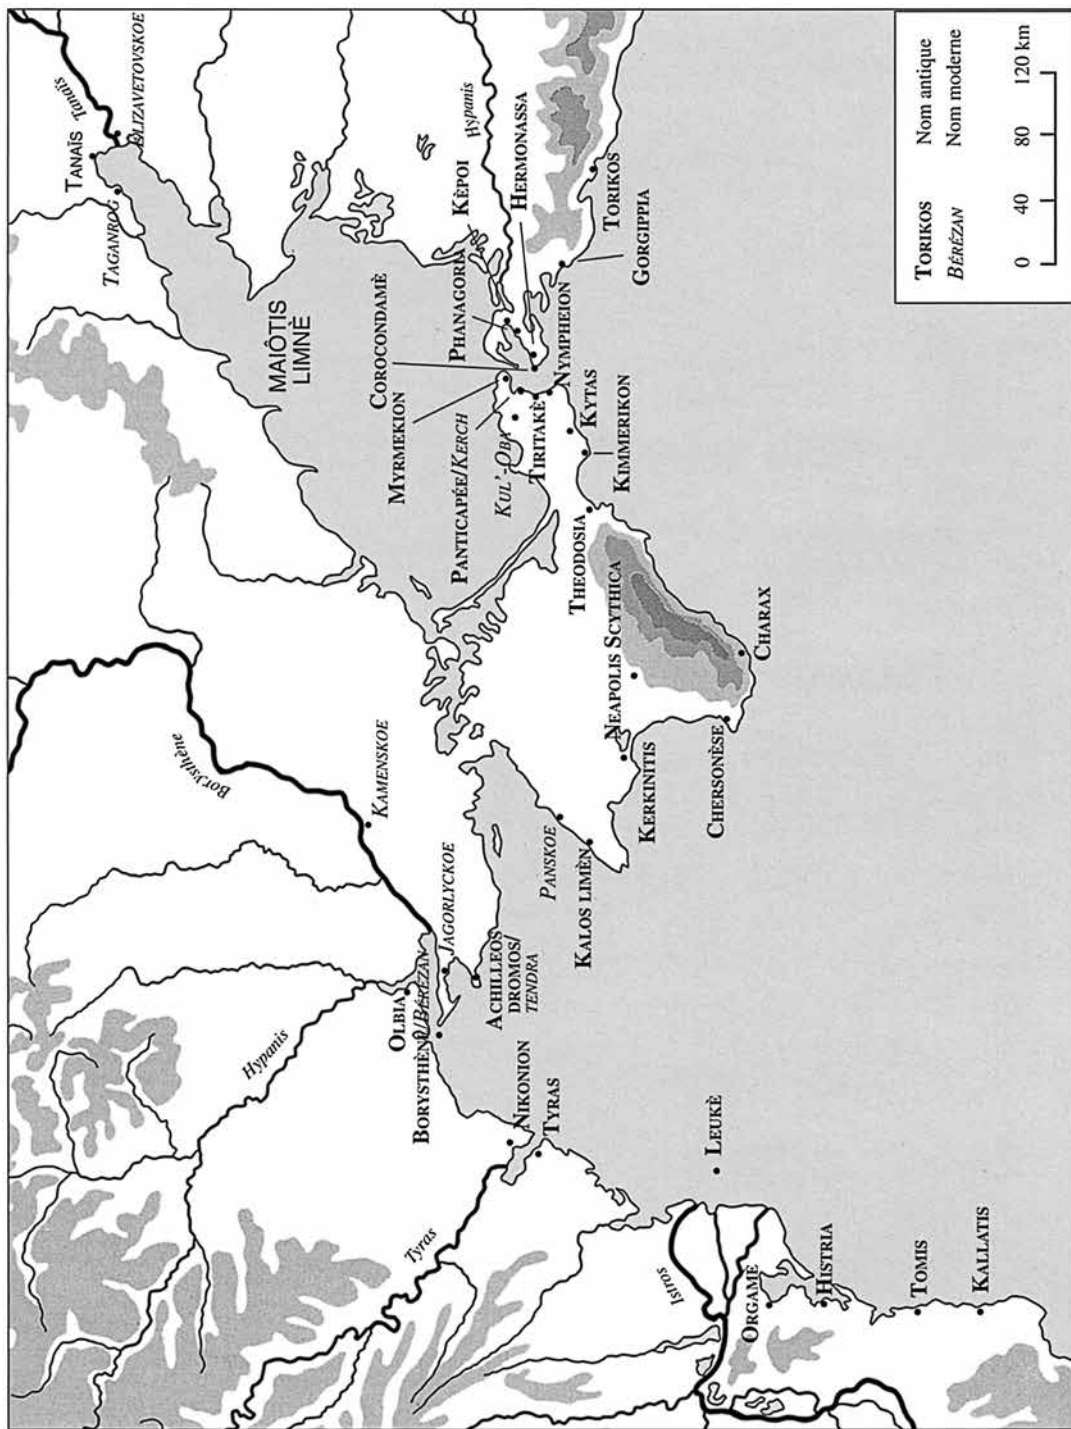 TANAÏS
Tanaïs
ELIZAVETOVSKOE
TAGANROG
MAIÔTIS
LIMNÈ
Hypanis
KÈPOI
HERMONASSA
PHANAGORIA
COROCONDAMÈ
MYRMEKION
PANTICAPÉE/KERCH
KUL'-OBA
TIRITAKÈ
NYMPHEION
KYTAS
KIMMERIKON
TORIKOS
GORGIPPIA
THEODOSIA
NEAPOLIS SCYTHICA
CHARAX
CHERSONÈSE
KERKINITIS
PANSKOE
KALOS LIMÈN
Borysthène
KAMENSKOE
JAGORLYCKOE
ACHILLEOS
DROMOS/
TENDRA
OLBIA
BORYSTHÈNE/BÉRÉZAN
Hypanis
NIKONION
TYRAS
Tyras
LEUKÈ
Istros
ORGAMÈ
HISTRIA
TOMIS
KALLATIS
TORIKOS Nom antique
BÉRÉZAN Nom moderne
0 40 80 120 km